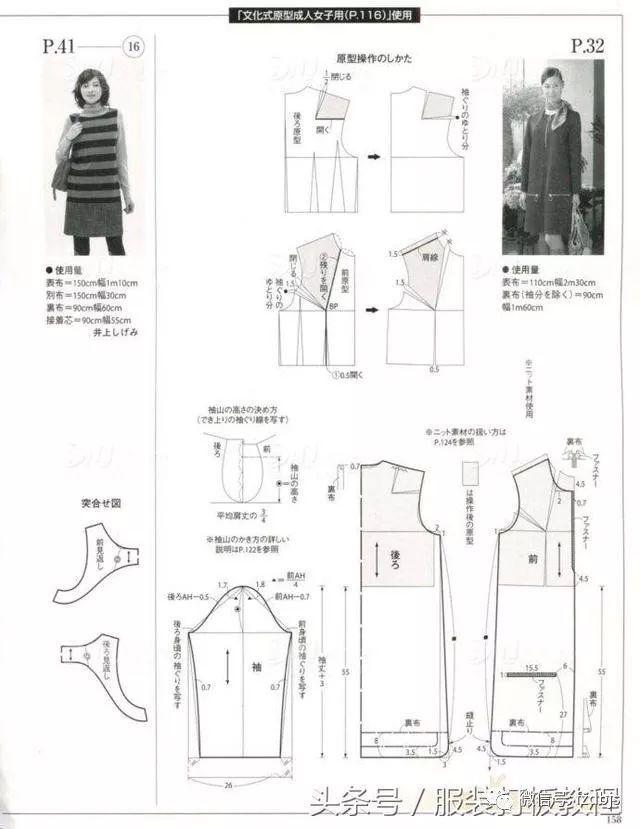 「文化式原型成人女子用(P.116)」使用
P.41
16
P.32
原型操作のしかた
1/2閉じる
後ろ原型
開く
袖ぐりのゆとり分
●使用量
表布=150cm幅1m10cm
別布=150cm幅30cm
裏布=90cm幅60cm
接着芯=90cm幅55cm
井上しげみ
閉じる
1.5
袖ぐりのゆとり分
②残りを開く
前原型
BP
①0.5開く
1.5
肩線
1.5
0.5
●使用量
表布=110cm幅2m30cm
裏布(袖分を除く)=90cm
幅1m60cm
※ニット素材使用
袖山の高さの決め方
(でき上りの袖ぐり線を写す)
後ろ
前
袖山の高さ
平均肩丈の3/4
※袖山のかき方の詳しい
説明はP.122を参照
※ニット素材の扱い方は
P.124を参照
は操作後の原型
突合せ図
前見返し
後ろ見返し
1.7
1.8
▲=前AH/4
後ろAH−0.5
前AH−0.7
後ろ身頃の袖ぐりを写す
前身頃の袖ぐりを写す
0.7
袖
0.7
袖丈+3
26
裏布
0.7
2
1
後ろ
55
裏布
8
3.5
3
4.5
裏布
ファスナー
4.5
2
0.7
1
ファスナー
前
4.5
15.5
6
1
ファスナー
27
55
縫止り
裏布
8
4.5
1.5
3.5
裏布
头条号/服装打板教程
微信号:
158